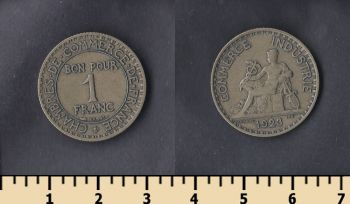 CHAMBRES·DE·COMMERCE·DE·FRANCE
BON POUR
1
FRANC
COMMERCE INDUSTRIE
1923
1 2 3 4 5 6 7